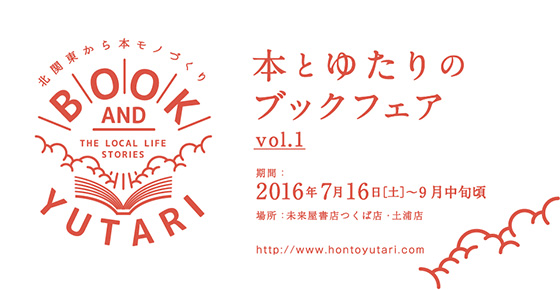 北関東から本モノづくり
BOOK
AND
THE LOCAL LIFE
STORIES
YUTARI
本とゆたりの
ブックフェア
vol.1
期間：
2016年7月16日[土]〜9月中旬頃
場所：未来屋書店つくば店・土浦店
http://www.hontoyutari.com